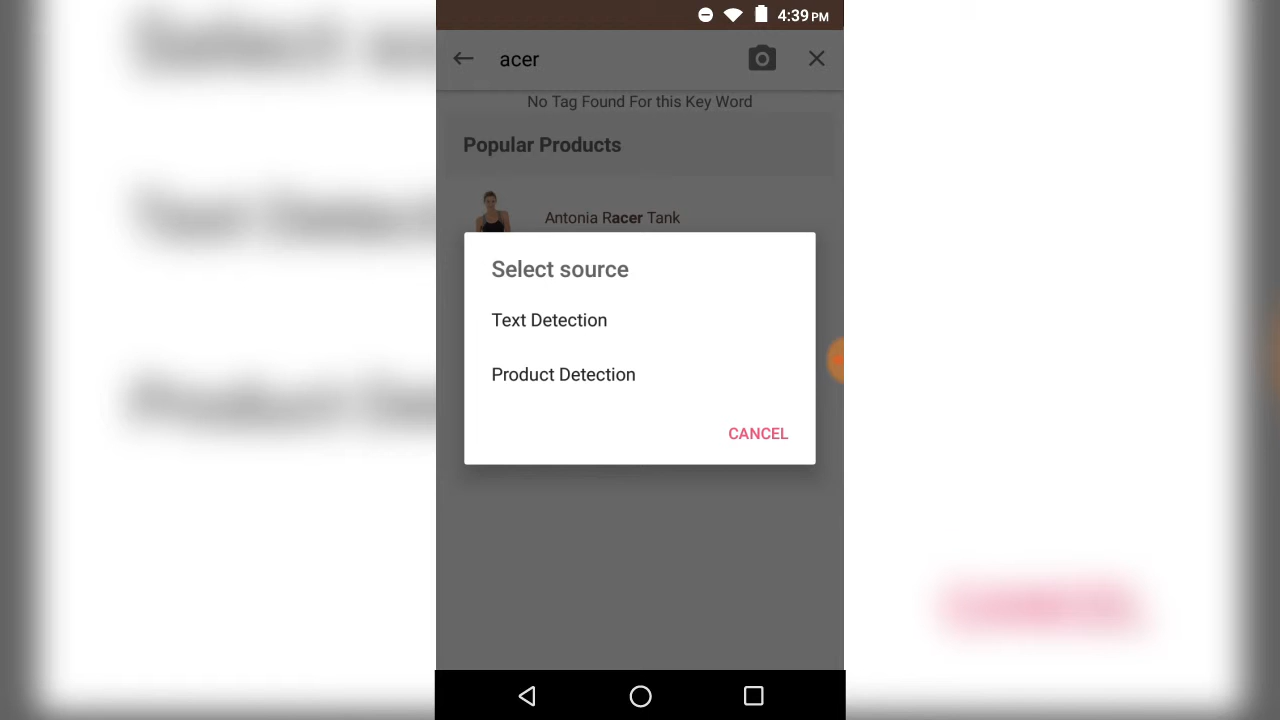 4:39 PM
acer
No Tag Found For this Key Word
Popular Products
Antonia Racer Tank
Select source
Text Detection
Product Detection
CANCEL